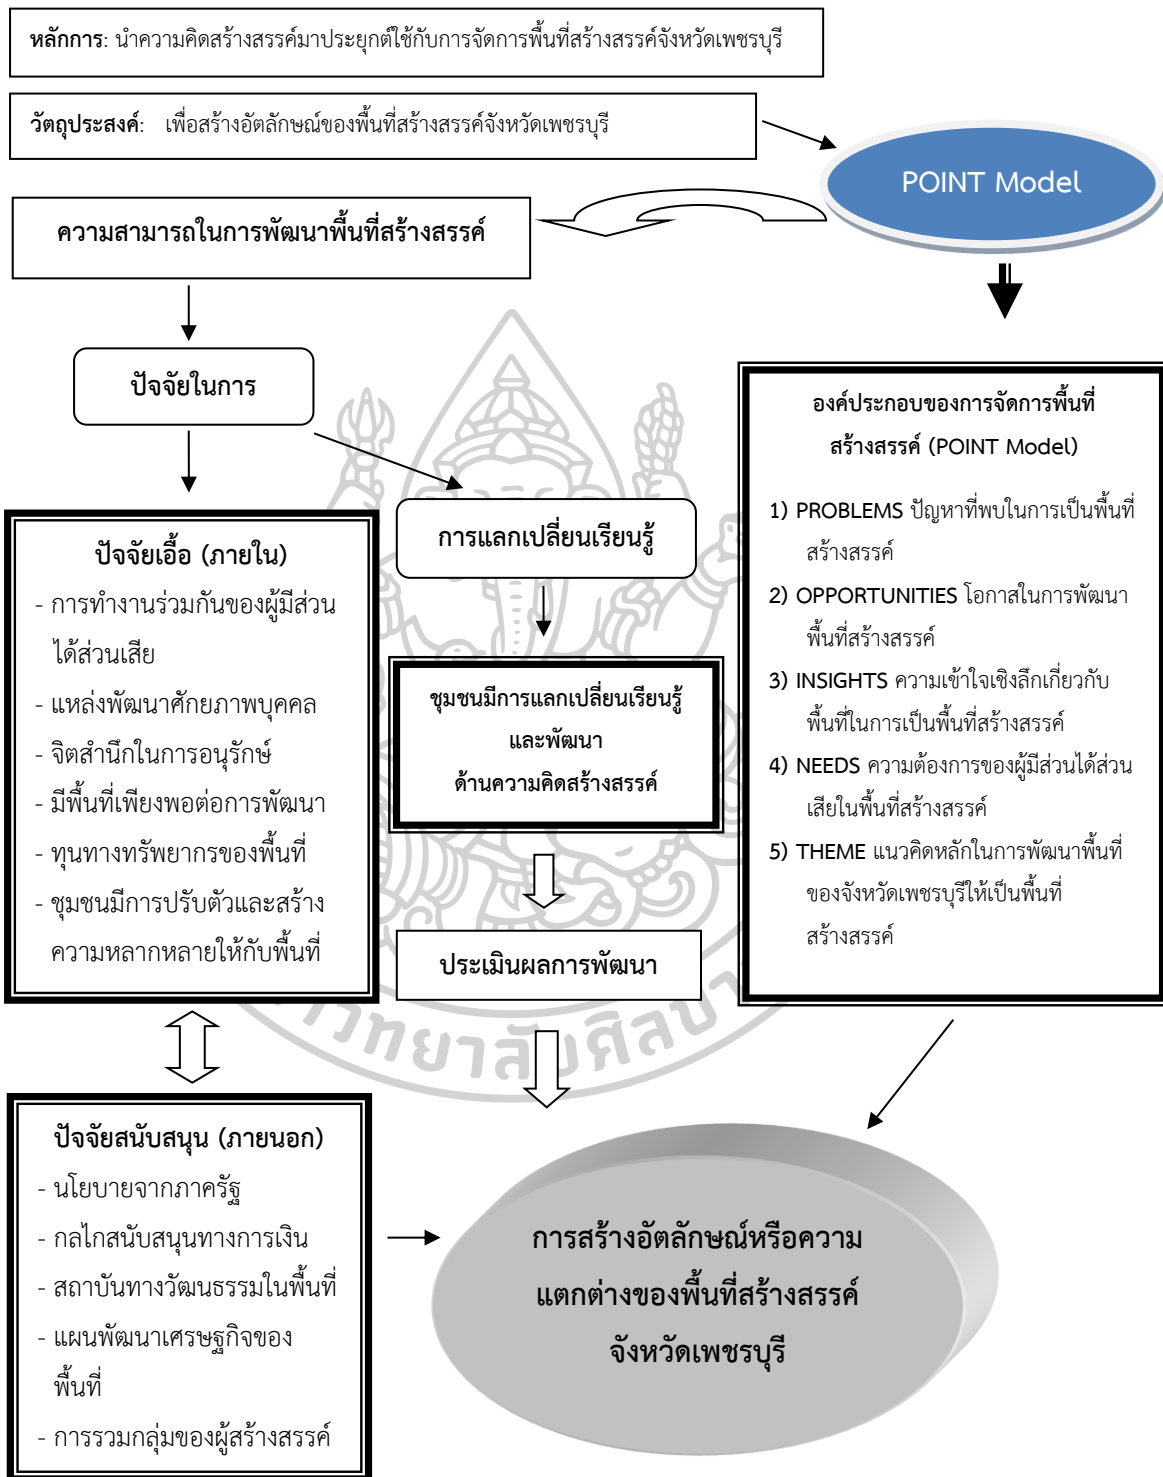 หลักการ: นำความคิดสร้างสรรค์มาประยุกต์ใช้กับการจัดการพื้นที่สร้างสรรค์จังหวัดเพชรบุรี
วัตถุประสงค์: เพื่อสร้างอัตลักษณ์ของพื้นที่สร้างสรรค์จังหวัดเพชรบุรี
POINT Model
ความสามารถในการพัฒนาพื้นที่สร้างสรรค์
ปัจจัยในการ
การแลกเปลี่ยนเรียนรู้
ปัจจัยเอื้อ (ภายใน)
- การทำงานร่วมกันของผู้มีส่วน
ได้ส่วนเสีย
- แหล่งพัฒนาศักยภาพบุคคล
- จิตสำนึกในการอนุรักษ์
- มีพื้นที่เพียงพอต่อการพัฒนา
- ทุนทางทรัพยากรของพื้นที่
- ชุมชนมีการปรับตัวและสร้าง
ความหลากหลายให้กับพื้นที่
ชุมชนมีการแลกเปลี่ยนเรียนรู้
และพัฒนา
ด้านความคิดสร้างสรรค์
ประเมินผลการพัฒนา
องค์ประกอบของการจัดการพื้นที่
สร้างสรรค์ (POINT Model)
1) PROBLEMS ปัญหาที่พบในการเป็นพื้นที่
สร้างสรรค์
2) OPPORTUNITIES โอกาสในการพัฒนา
พื้นที่สร้างสรรค์
3) INSIGHTS ความเข้าใจเชิงลึกเกี่ยวกับ
พื้นที่ในการเป็นพื้นที่สร้างสรรค์
4) NEEDS ความต้องการของผู้มีส่วนได้ส่วน
เสียในพื้นที่สร้างสรรค์
5) THEME แนวคิดหลักในการพัฒนาพื้นที่
ของจังหวัดเพชรบุรีให้เป็นพื้นที่
สร้างสรรค์
ปัจจัยสนับสนุน (ภายนอก)
- นโยบายจากภาครัฐ
- กลไกสนับสนุนทางการเงิน
- สถาบันทางวัฒนธรรมในพื้นที่
- แผนพัฒนาเศรษฐกิจของ
พื้นที่
- การรวมกลุ่มของผู้สร้างสรรค์
การสร้างอัตลักษณ์หรือความ
แตกต่างของพื้นที่สร้างสรรค์
จังหวัดเพชรบุรี